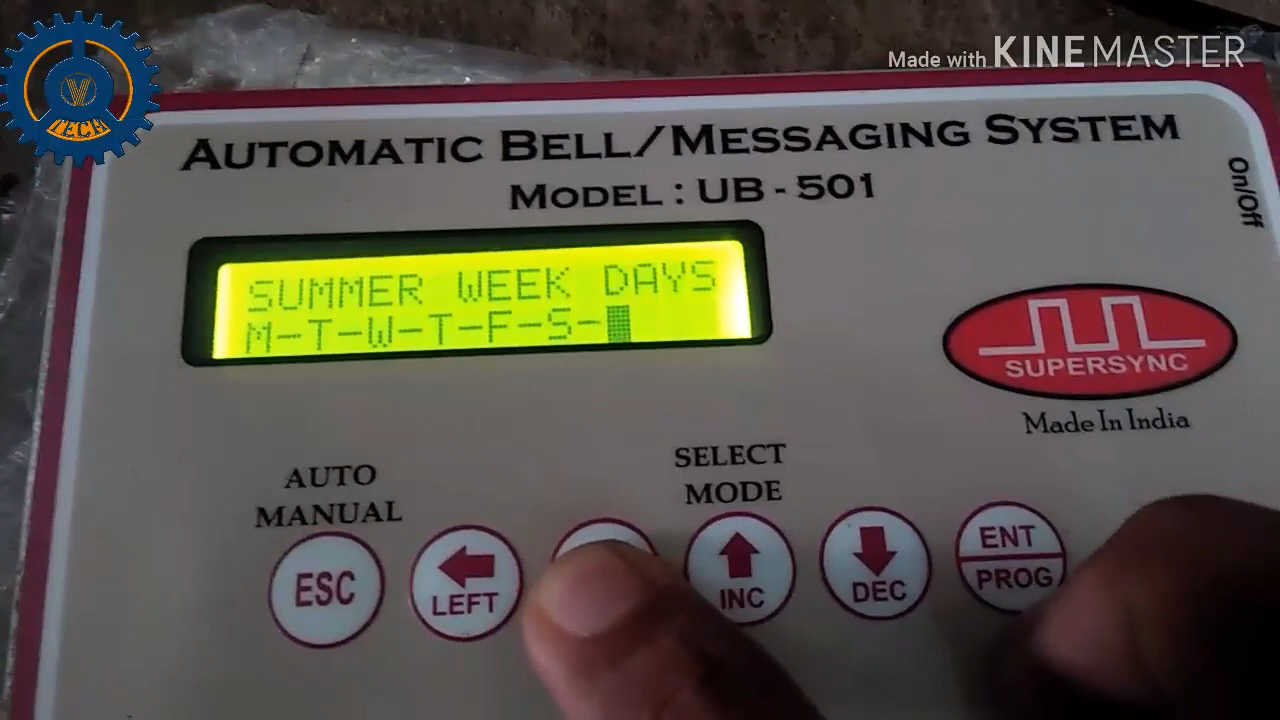 Made with KINEMASTER
V
TECH
AUTOMATIC BELL/MESSAGING SYSTEM
MODEL : UB - 501
On/Off
SUMMER WEEK DAYS
M-T-W-T-F-S-
SUPERSYNC
Made In India
AUTO
MANUAL
SELECT
MODE
ESC
LEFT
INC
DEC
ENT
PROG